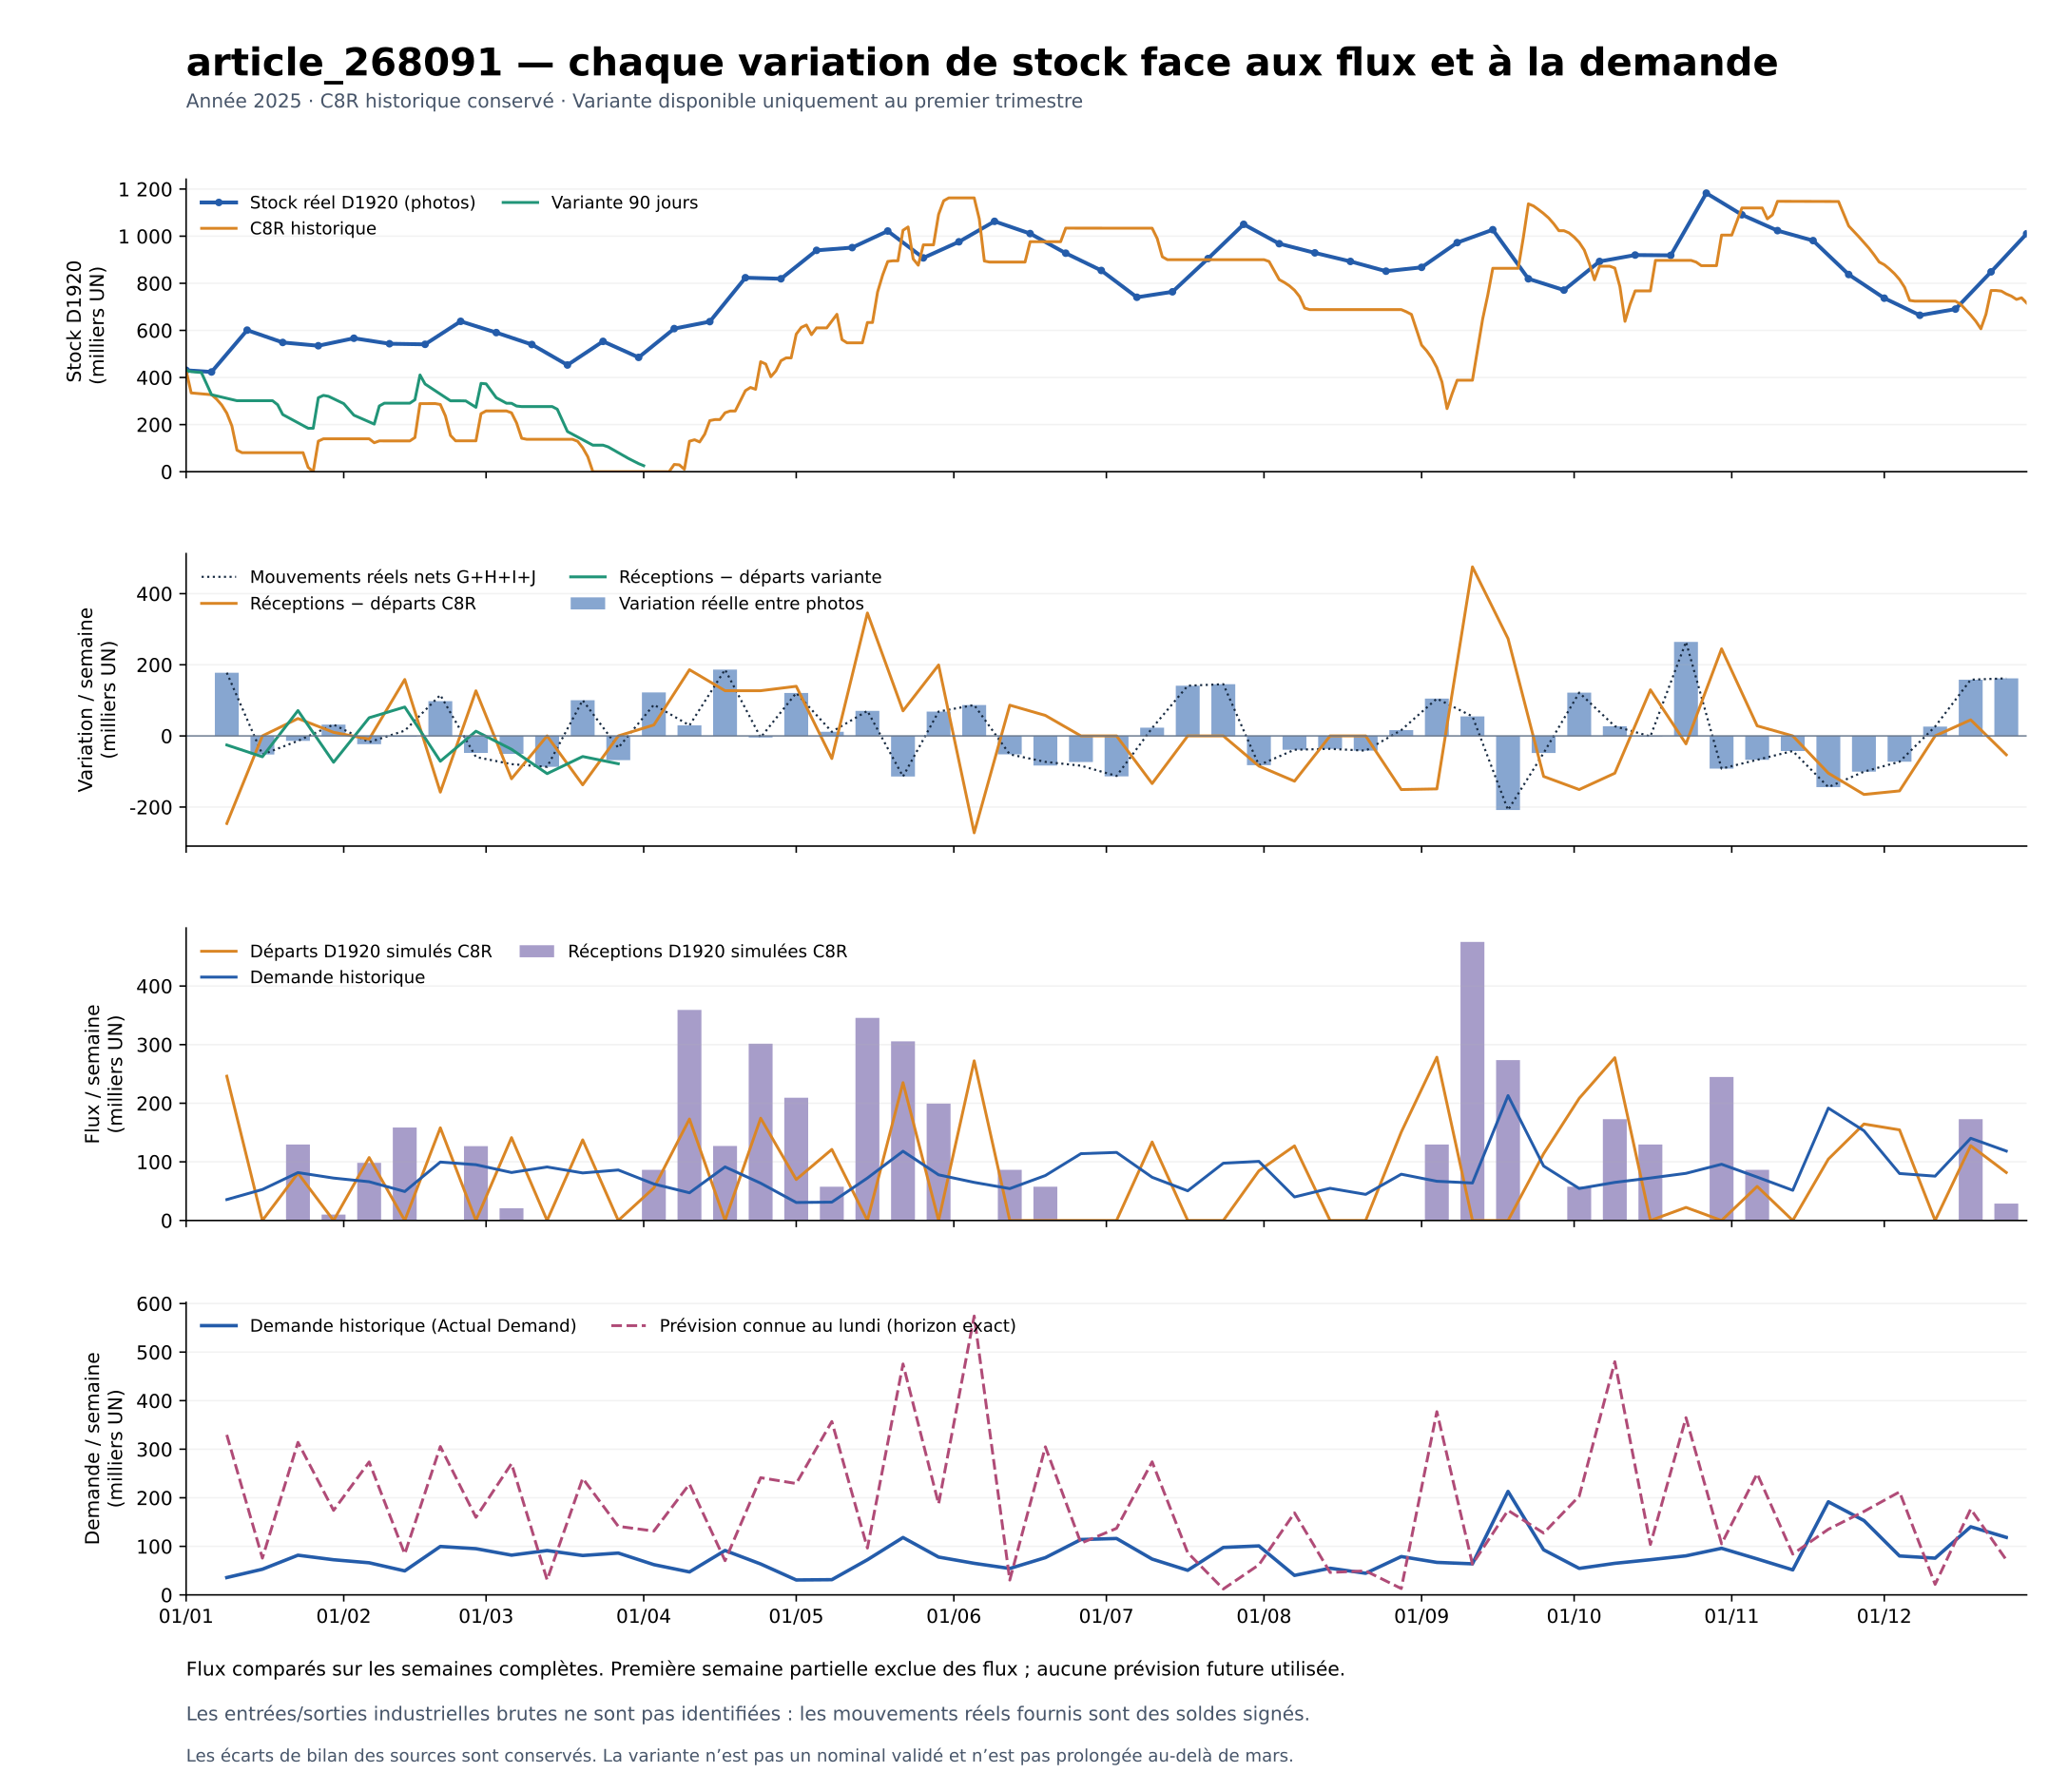 article_268091 — chaque variation de stock face aux flux et à la demande
Année 2025 · C8R historique conservé · Variante disponible uniquement au premier trimestre
Stock D1920
(milliers UN)
1 200
1 000
800
600
400
200
0
Stock réel D1920 (photos)
C8R historique
Variante 90 jours
Variation / semaine
(milliers UN)
400
200
0
-200
Mouvements réels nets G+H+I+J
Réceptions − départs C8R
Réceptions − départs variante
Variation réelle entre photos
Flux / semaine
(milliers UN)
400
300
200
100
0
Départs D1920 simulés C8R
Demande historique
Réceptions D1920 simulées C8R
Demande / semaine
(milliers UN)
600
500
400
300
200
100
0
Demande historique (Actual Demand)
Prévision connue au lundi (horizon exact)
01/01 01/02 01/03 01/04 01/05 01/06 01/07 01/08 01/09 01/10 01/11 01/12
Flux comparés sur les semaines complètes. Première semaine partielle exclue des flux ; aucune prévision future utilisée.
Les entrées/sorties industrielles brutes ne sont pas identifiées : les mouvements réels fournis sont des soldes signés.
Les écarts de bilan des sources sont conservés. La variante n’est pas un nominal validé et n’est pas prolongée au-delà de mars.